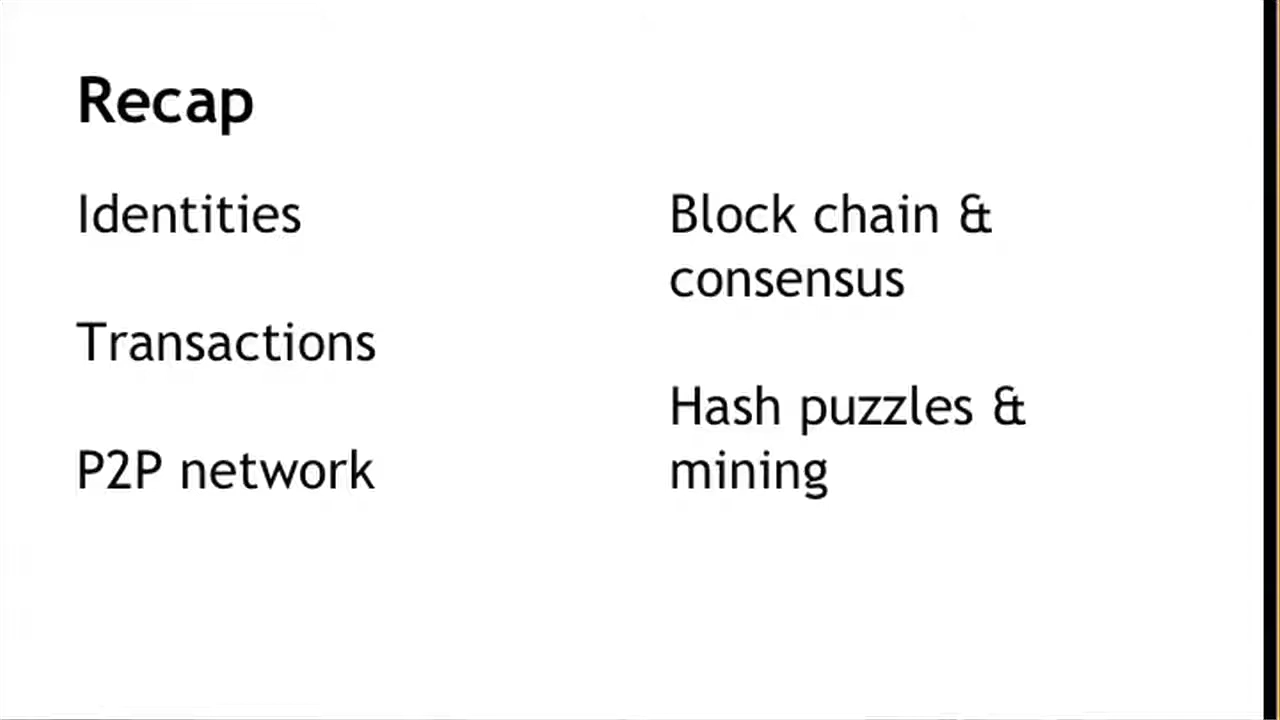 Recap
Identities
Transactions
P2P network
Block chain &
consensus
Hash puzzles &
mining